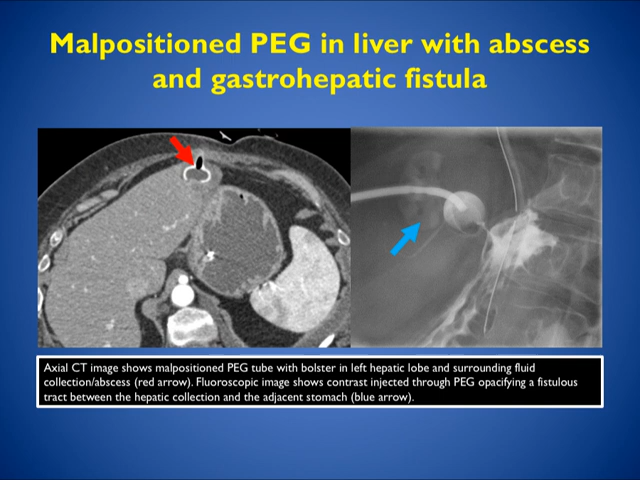 Malpositioned PEG in liver with abscess
and gastrohepatic fistula
Axial CT image shows malpositioned PEG tube with bolster in left hepatic lobe and surrounding fluid
collection/abscess (red arrow). Fluoroscopic image shows contrast injected through PEG opacifying a fistulous
tract between the hepatic collection and the adjacent stomach (blue arrow).